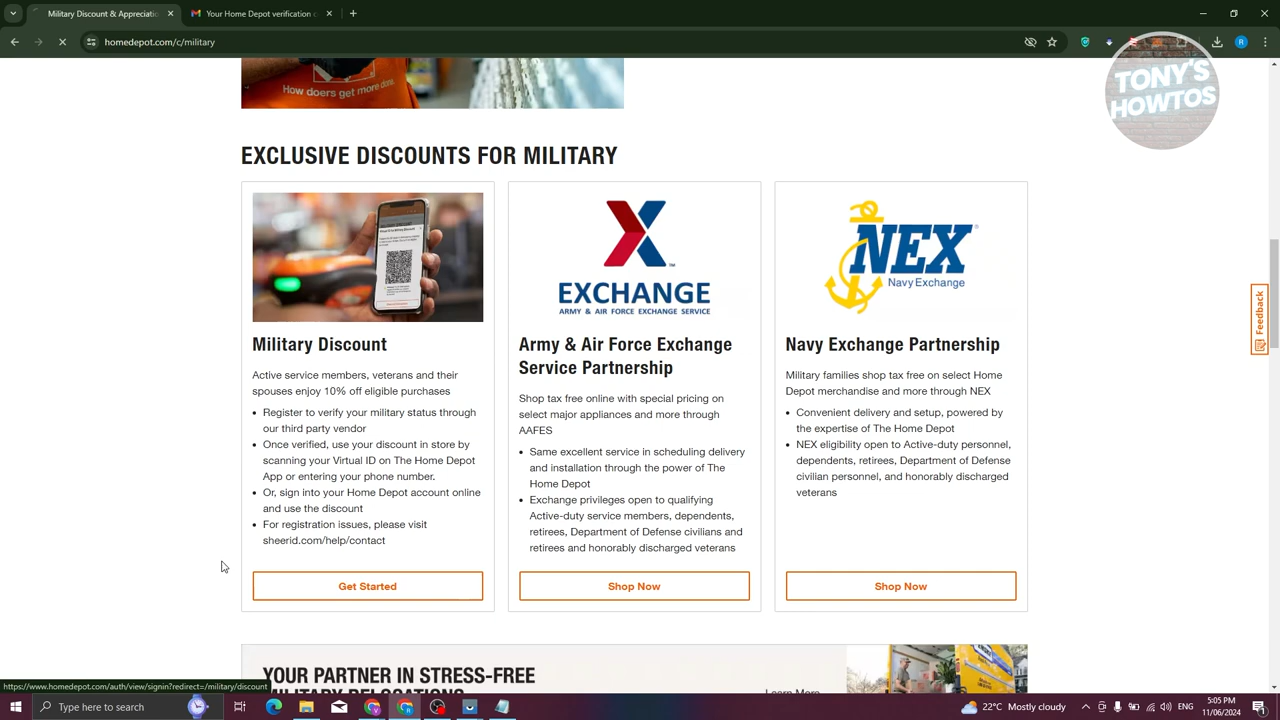 Military Discount & Appreciatio
Your Home Depot verification c
homedepot.com/c/military
R
TONY'S
HOWTOS
How doers get more done.
EXCLUSIVE DISCOUNTS FOR MILITARY
EXCHANGE
ARMY & AIR FORCE EXCHANGE SERVICE
NEX
Navy Exchange
Feedback
Military Discount
Active service members, veterans and their
spouses enjoy 10% off eligible purchases
• Register to verify your military status through
our third party vendor
• Once verified, use your discount in store by
scanning your Virtual ID on The Home Depot
App or entering your phone number.
• Or, sign into your Home Depot account online
and use the discount
• For registration issues, please visit
sheerid.com/help/contact
Get Started
Army & Air Force Exchange
Service Partnership
Shop tax free online with special pricing on
select major appliances and more through
AAFES
• Same excellent service in scheduling delivery
and installation through the power of The
Home Depot
• Exchange privileges open to qualifying
Active-duty service members, dependents,
retirees, Department of Defense civilians and
retirees and honorably discharged veterans
Shop Now
Navy Exchange Partnership
Military families shop tax free on select Home
Depot merchandise and more through NEX
• Convenient delivery and setup, powered by
the expertise of The Home Depot
• NEX eligibility open to Active-duty personnel,
dependents, retirees, Department of Defense
civilian personnel, and honorably discharged
veterans
Shop Now
YOUR PARTNER IN STRESS-FREE
MILITARY RELOCATIONS
Learn More
https://www.homedepot.com/auth/view/signin?redirect=/military/discount
Type here to search
22°C Mostly cloudy
5:05 PM
11/06/2024